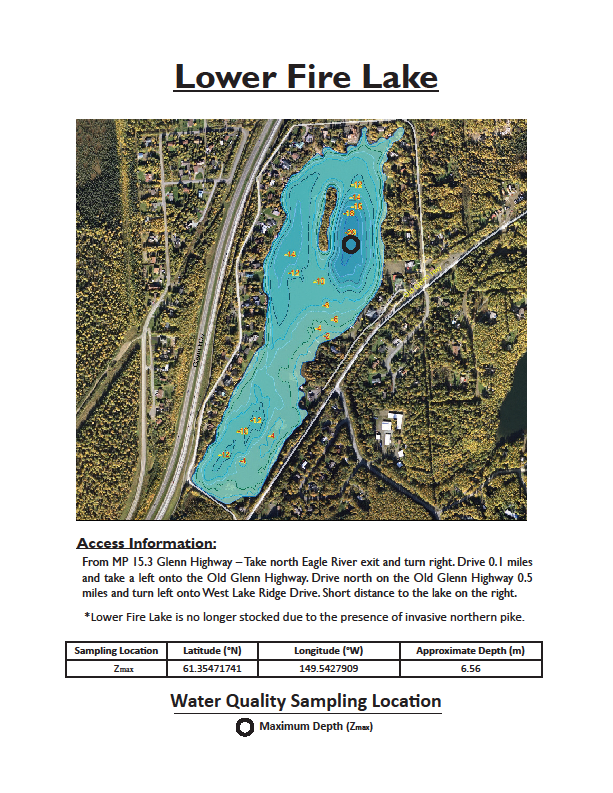 Lower Fire Lake
Access Information:
From MP 15.3 Glenn Highway – Take north Eagle River exit and turn right. Drive 0.1 miles
and take a left onto the Old Glenn Highway. Drive north on the Old Glenn Highway 0.5
miles and turn left onto West Lake Ridge Drive. Short distance to the lake on the right.
*Lower Fire Lake is no longer stocked due to the presence of invasive northern pike.
Sampling Location Latitude (°N) Longitude (°W) Approximate Depth (m)
Zmax 61.35471741 149.5427909 6.56
Water Quality Sampling Location
Maximum Depth (Zmax)